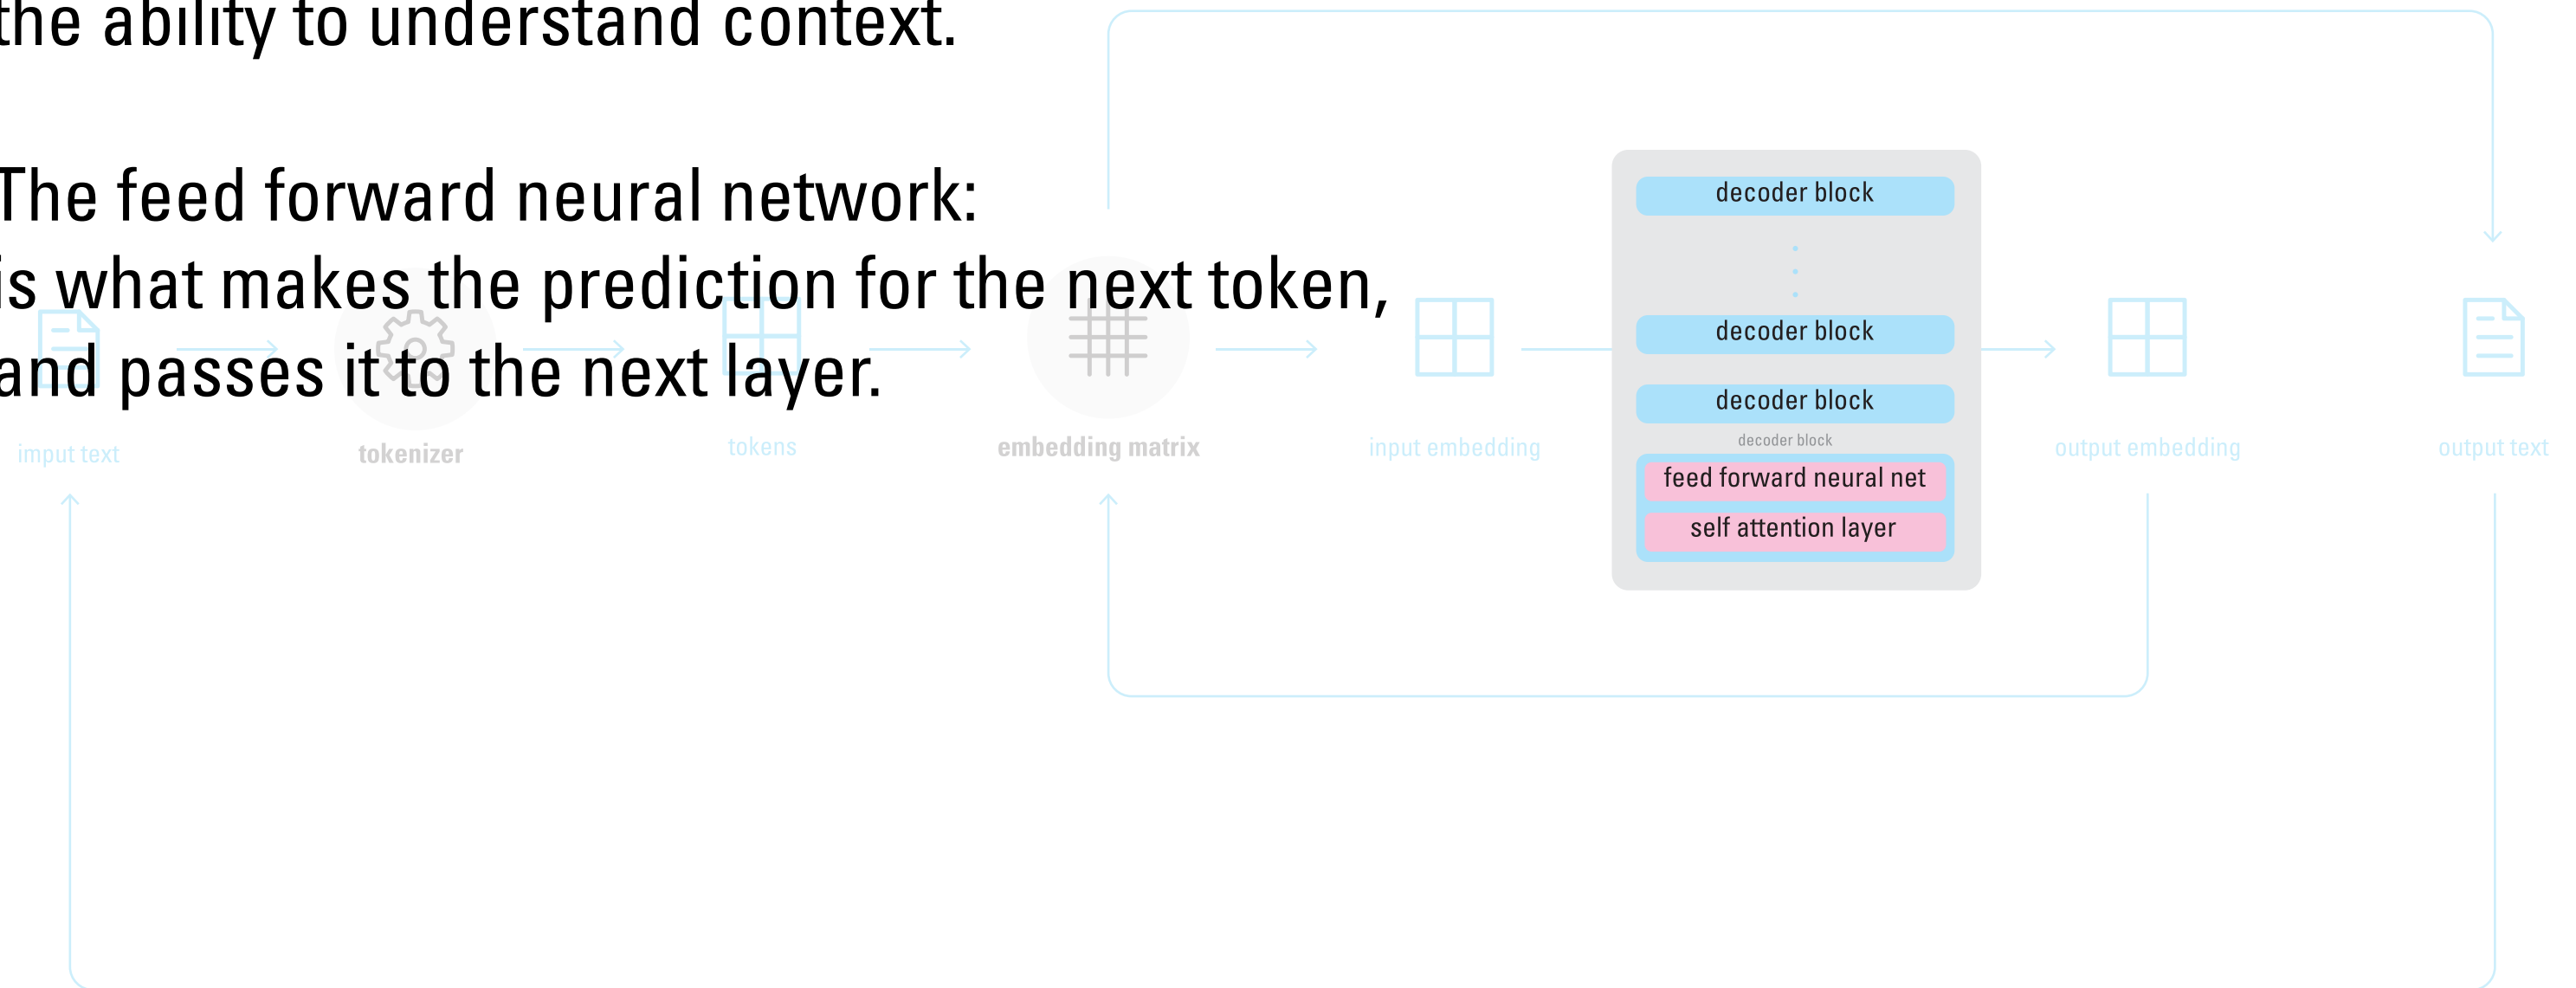 the ability to understand context.
The feed forward neural network:
is what makes the prediction for the next token,
and passes it to the next layer.
decoder block
decoder block
decoder block
decoder block
feed forward neural net
self attention layer
imput text
tokenizer
tokens
embedding matrix
input embedding
output embedding
output text